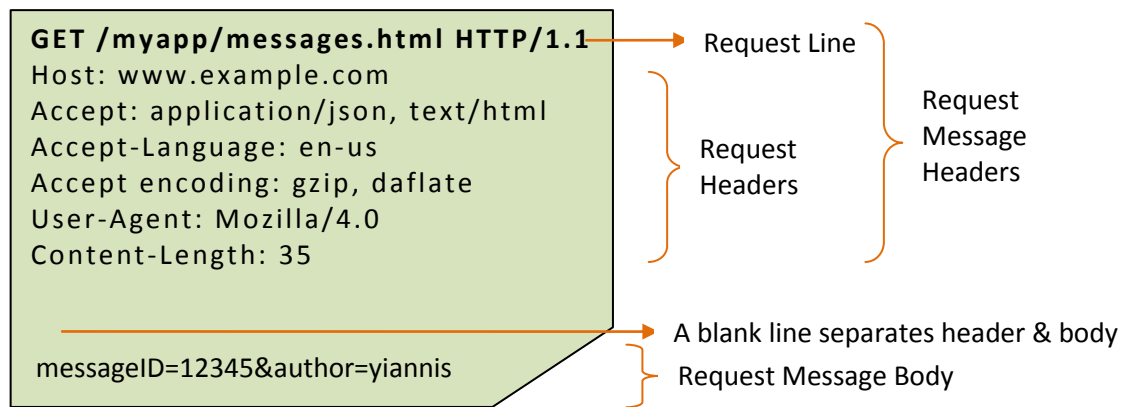 GET /myapp/messages.html HTTP/1.1
Request Line
Host: www.example.com
Accept: application/json, text/html
Accept-Language: en-us
Accept encoding: gzip, daflate
User-Agent: Mozilla/4.0
Content-Length: 35
Request
Headers
Request
Message
Headers
A blank line separates header & body
messageID=12345&author=yiannis
Request Message Body